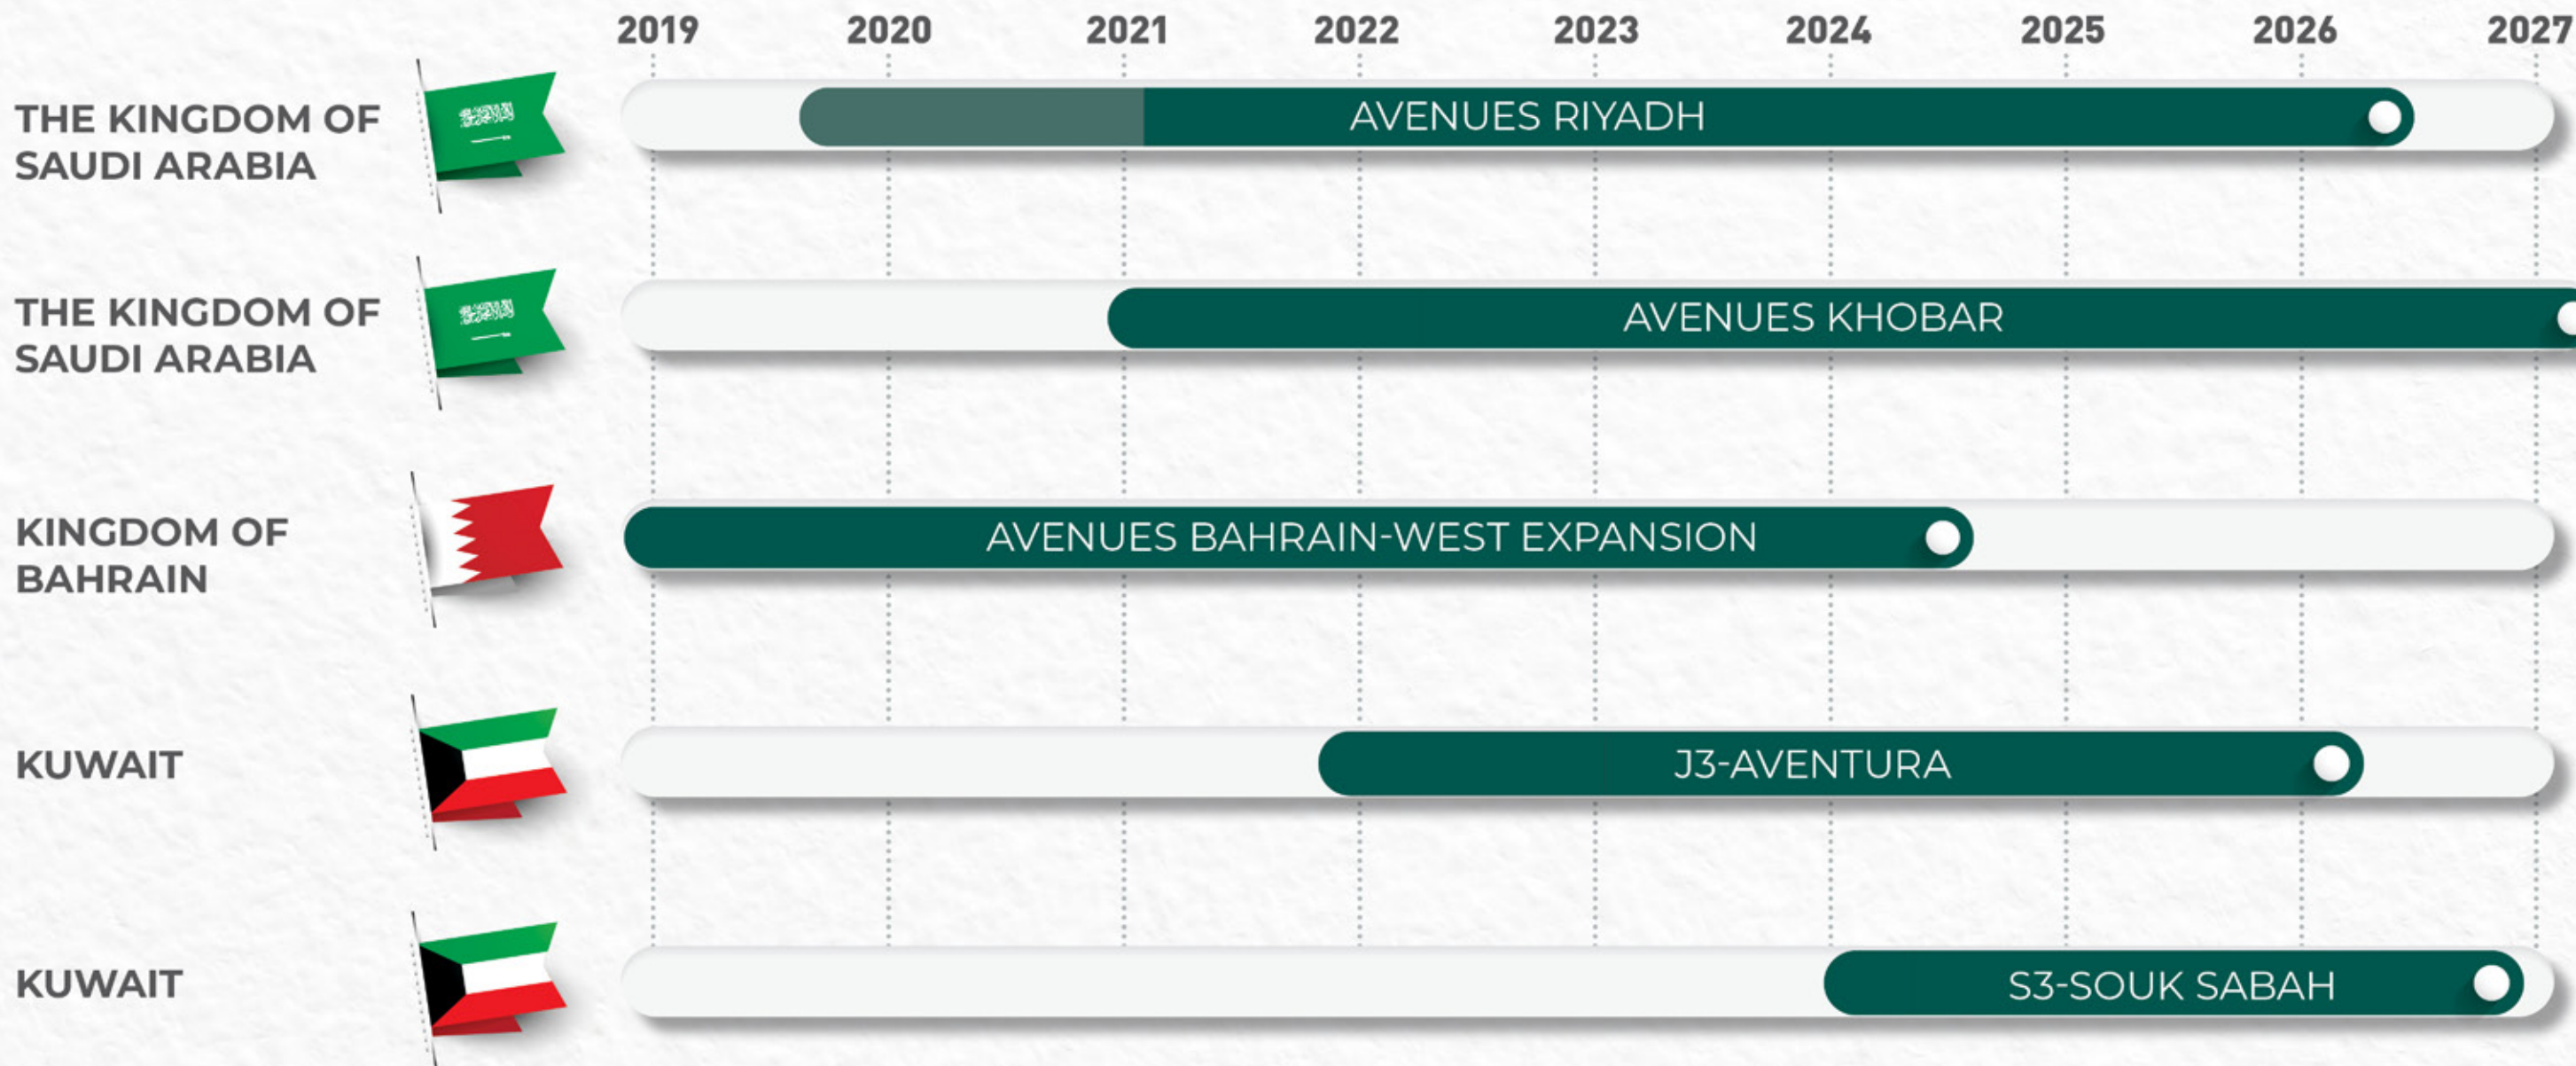 2019 2020 2021 2022 2023 2024 2025 2026 2027
THE KINGDOM OF
SAUDI ARABIA
AVENUES RIYADH
THE KINGDOM OF
SAUDI ARABIA
AVENUES KHOBAR
KINGDOM OF
BAHRAIN
AVENUES BAHRAIN-WEST EXPANSION
KUWAIT
J3-AVENTURA
KUWAIT
S3-SOUK SABAH